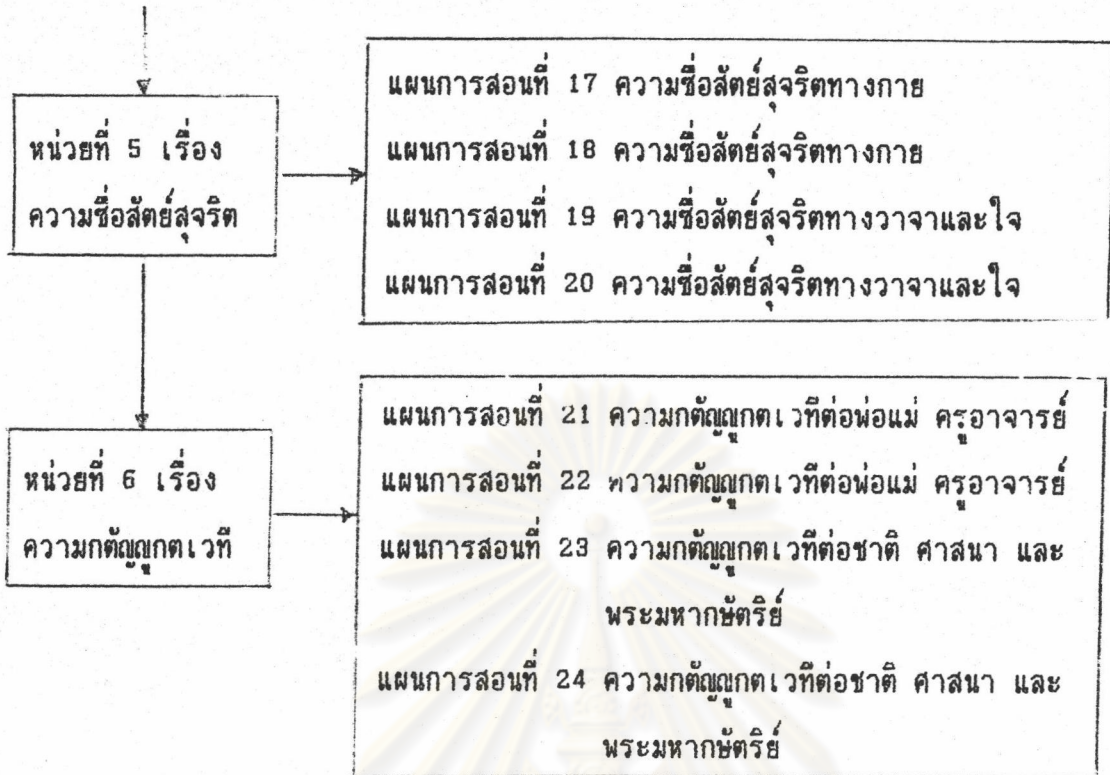 หน่วยที่ 5 เรื่อง
ความซื่อสัตย์สุจริต
แผนการสอนที่ 17 ความซื่อสัตย์สุจริตทางกาย
แผนการสอนที่ 18 ความซื่อสัตย์สุจริตทางกาย
แผนการสอนที่ 19 ความซื่อสัตย์สุจริตทางวาจาและใจ
แผนการสอนที่ 20 ความซื่อสัตย์สุจริตทางวาจาและใจ
หน่วยที่ 6 เรื่อง
ความกตัญญูกตเวที
แผนการสอนที่ 21 ความกตัญญูกตเวทีต่อพ่อแม่ ครูอาจารย์
แผนการสอนที่ 22 ความกตัญญูกตเวทีต่อพ่อแม่ ครูอาจารย์
แผนการสอนที่ 23 ความกตัญญูกตเวทีต่อชาติ ศาสนา และ
พระมหากษัตริย์
แผนการสอนที่ 24 ความกตัญญูกตเวทีต่อชาติ ศาสนา และ
พระมหากษัตริย์